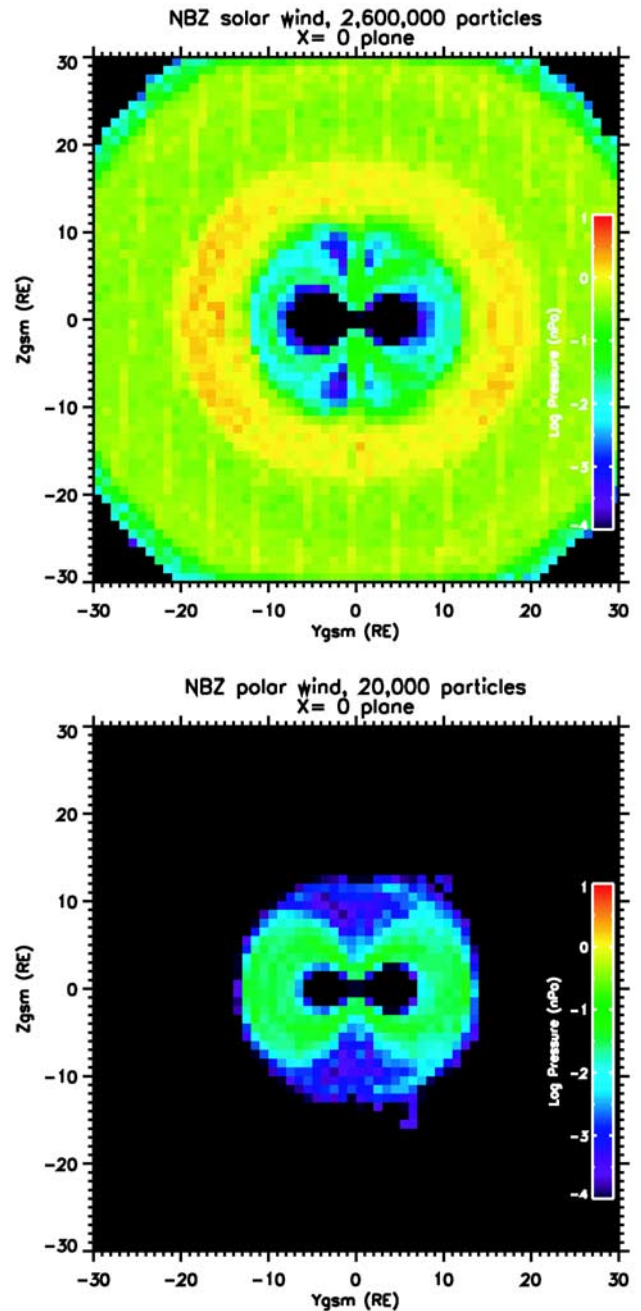 NBZ solar wind, 2,600,000 particles
X= 0 plane
30
20
10
0
-10
-20
-30
Zgsm (RE)
1
0
-1
-2
-3
-4
Log Pressure (nPa)
-30 -20 -10 0 10 20 30
Ygsm (RE)
NBZ polar wind, 20,000 particles
X= 0 plane
30
20
10
0
-10
-20
-30
Zgsm (RE)
1
0
-1
-2
-3
-4
Log Pressure (nPa)
-30 -20 -10 0 10 20 30
Ygsm (RE)